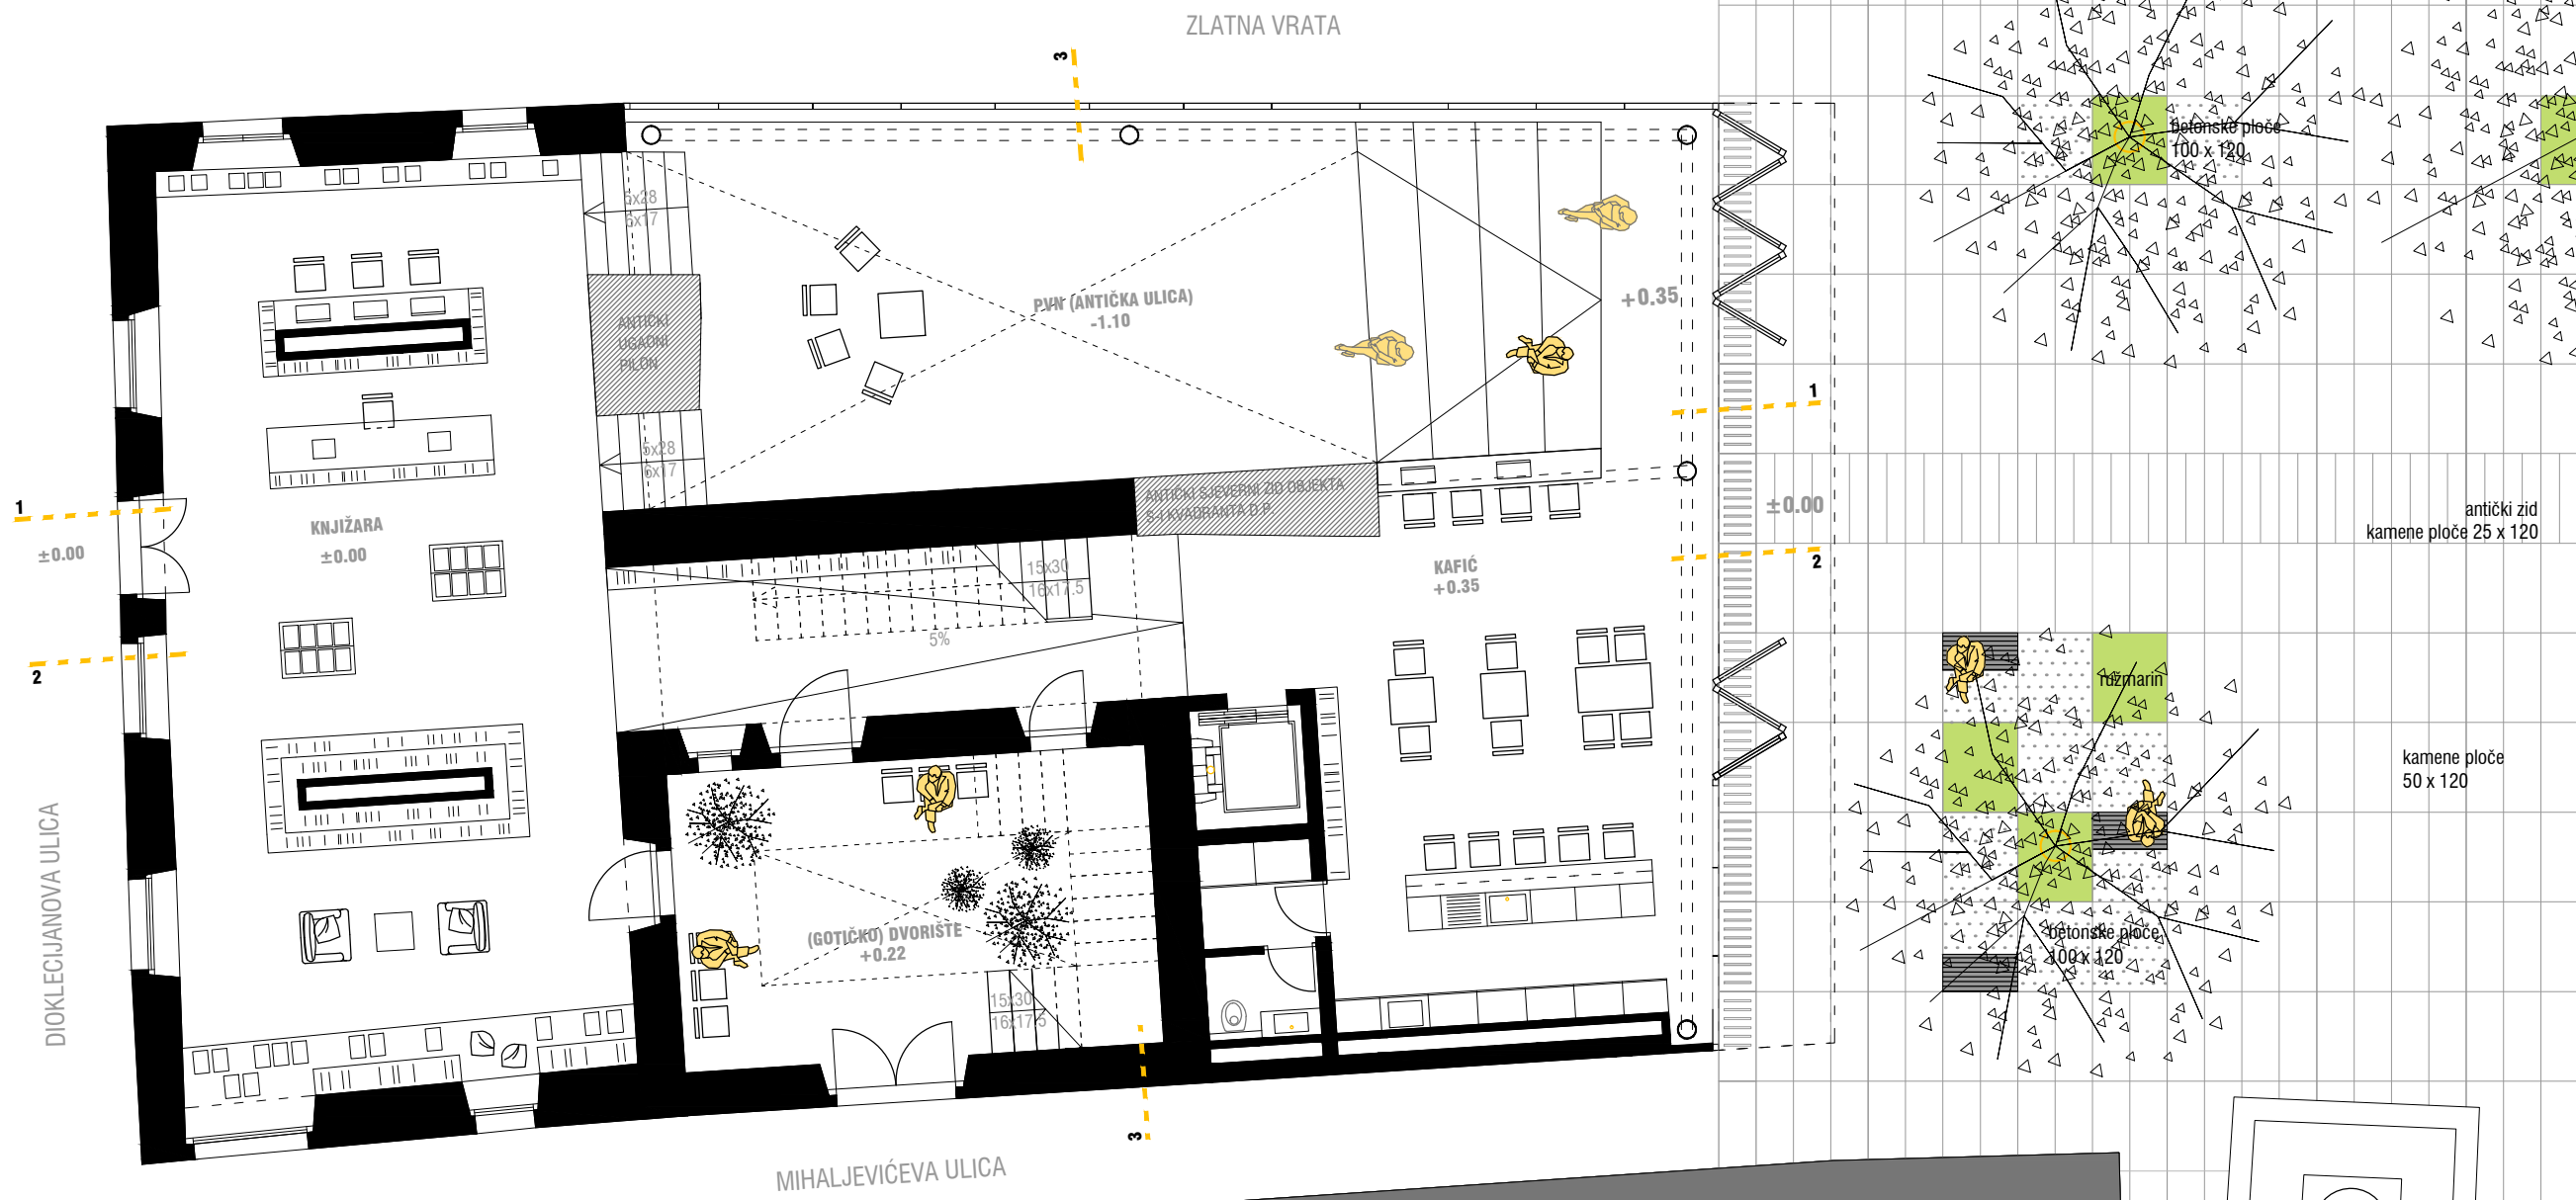 ZLATNA VRATA
3
betonske ploče
100 x 120
5x28
6x17
ANTIČKI
UGAONI
PILON
PVN (ANTIČKA ULICA)
-1.10
+0.35
1
5x28
6x17
ANTIČKI SJEVERNI ZID OBJEKTA
S-I KVADRANTA D.P.
1
±0.00
KNJIŽARA
±0.00
±0.00
antički zid
kamene ploče 25 x 120
2
15x30
16x17.5
5%
KAFIĆ
+0.35
2
ružmarin
kamene ploče
50 x 120
DIOKLECIJANOVA ULICA
(GOTIČKO) DVORIŠTE
+0.22
betonske ploče
100 x 120
15x30
16x17.5
3
MIHALJEVIĆEVA ULICA